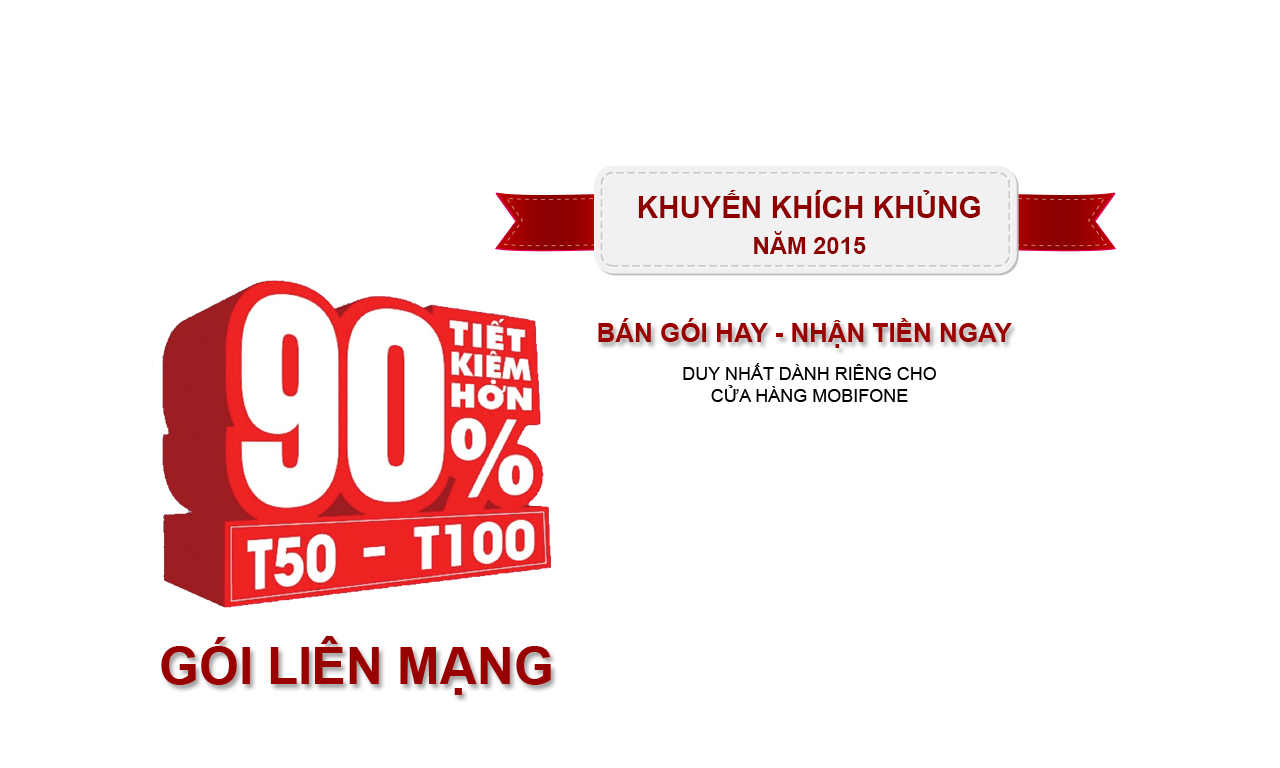 KHUYẾN KHÍCH KHỦNG
NĂM 2015
BÁN GÓI HAY - NHẬN TIỀN NGAY
DUY NHẤT DÀNH RIÊNG CHO
CỬA HÀNG MOBIFONE
90%
TIẾT
KIỆM
HƠN
T50 - T100
GÓI LIÊN MẠNG